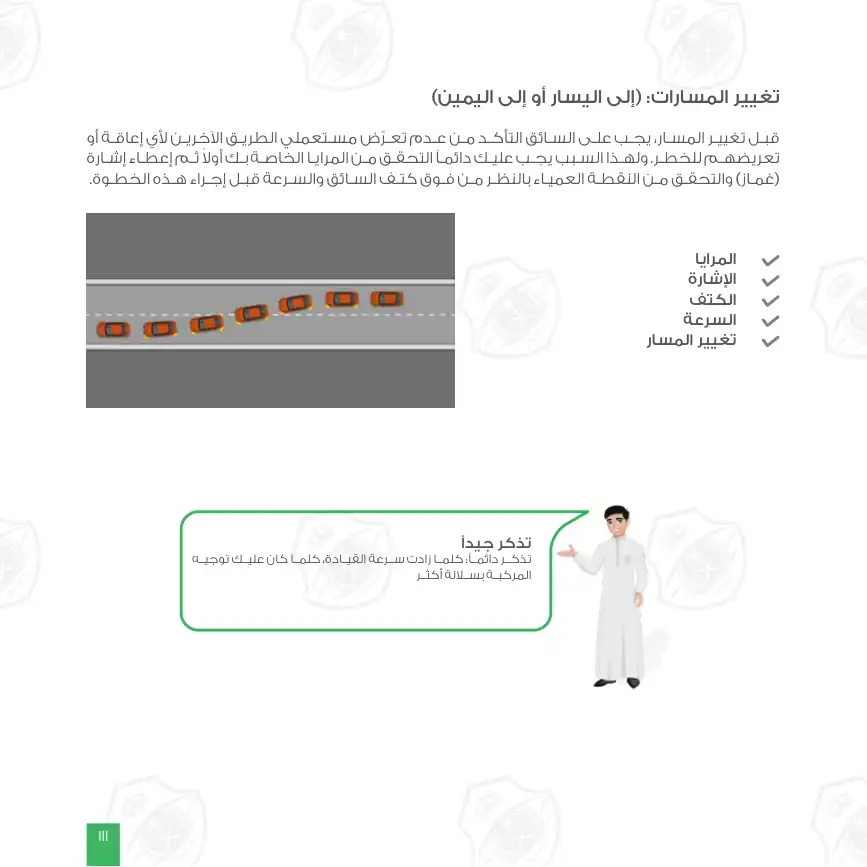 تغيير المسارات: (إلى اليسار أو إلى اليمين)
قبل تغيير المسار، يجب على السائق التأكد من عدم تعرّض مستعملي الطريق الآخرين لأي إعاقة أو
تعريضهم للخطر. ولهذا السبب يجب عليك دائماً التحقق من المرايا الخاصة بك أولاً ثم إعطاء إشارة
(غماز) والتحقق من النقطة العمياء بالنظر من فوق كتف السائق والسرعة قبل إجراء هذه الخطوة.
المرايا
الإشارة
الكتف
السرعة
تغيير المسار
تذكر جيداً
تذكر دائماً: كلما زادت سرعة القيادة، كلما كان عليك توجيه
المركبة بسلالة أكثر
111